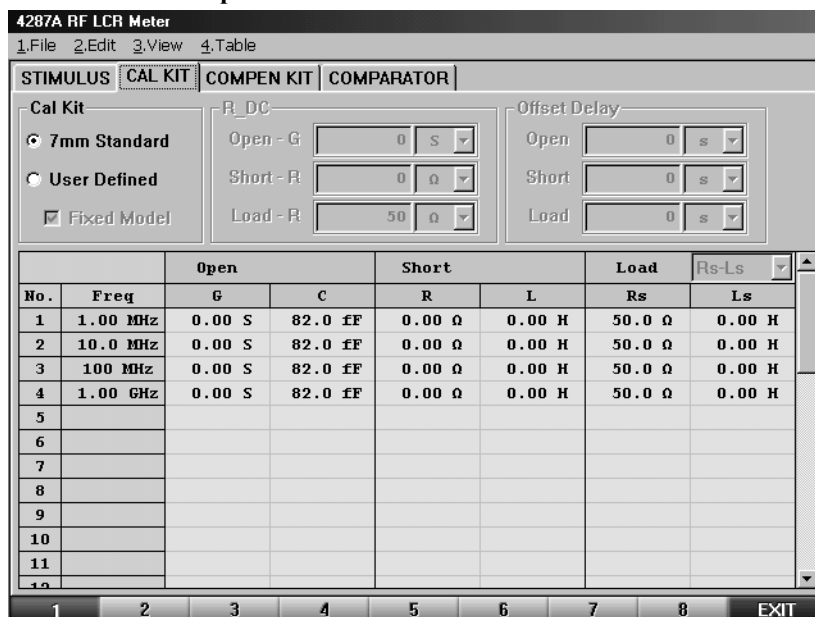 4287A RF LCR Meter
1.File 2.Edit 3.View 4.Table
STIMULUS CAL KIT COMPEN KIT COMPARATOR
Cal Kit R_DC Offset Delay
7mm Standard Open - G 0 S Open 0 s
User Defined Short - R 0 Ω Short 0 s
Fixed Model Load - R 50 Ω Load 0 s
Open Short Load Rs-Ls
No. Freq G C R L Rs Ls
1 1.00 MHz 0.00 S 82.0 fF 0.00 Ω 0.00 H 50.0 Ω 0.00 H
2 10.0 MHz 0.00 S 82.0 fF 0.00 Ω 0.00 H 50.0 Ω 0.00 H
3 100 MHz 0.00 S 82.0 fF 0.00 Ω 0.00 H 50.0 Ω 0.00 H
4 1.00 GHz 0.00 S 82.0 fF 0.00 Ω 0.00 H 50.0 Ω 0.00 H
5
6
7
8
9
10
11
1 2 3 4 5 6 7 8 EXIT